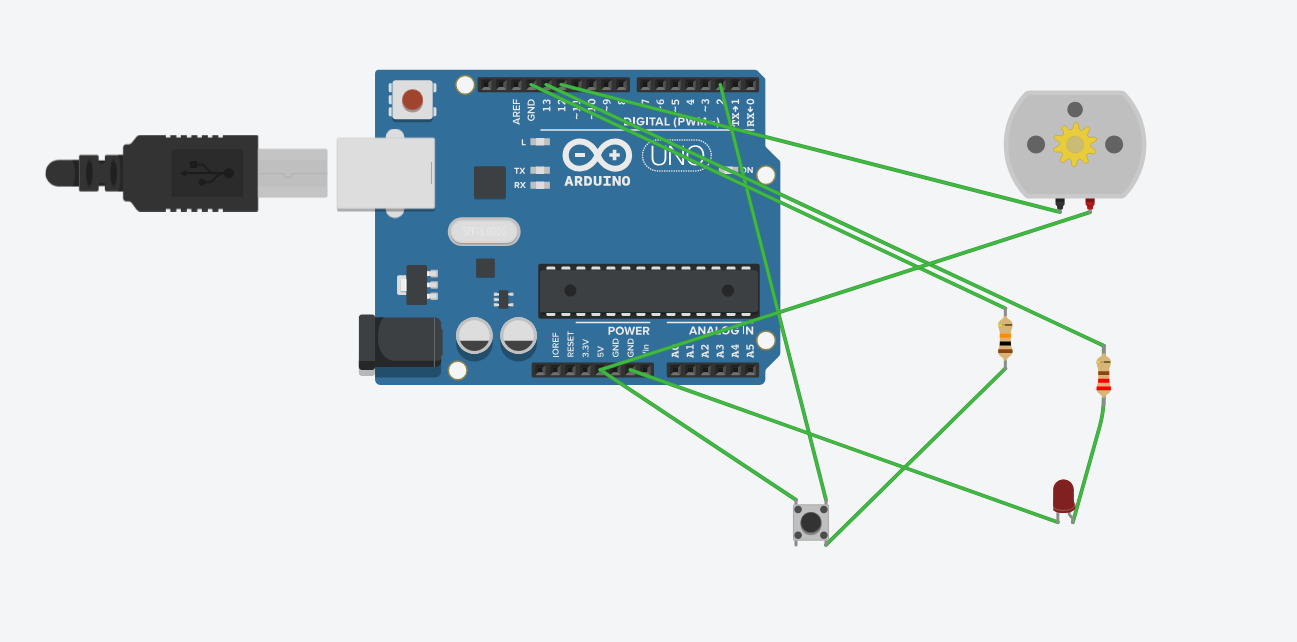 AREF
GND
13
12
~11
~10
~9
8
7
~6
~5
4
~3
2
TX→1
RX←0
DIGITAL (PWM~)
L
TX
RX
UNO
ON
ARDUINO
POWER
ANALOG IN
IOREF
RESET
3.3V
5V
GND
GND
Vin
A0
A1
A2
A3
A4
A5